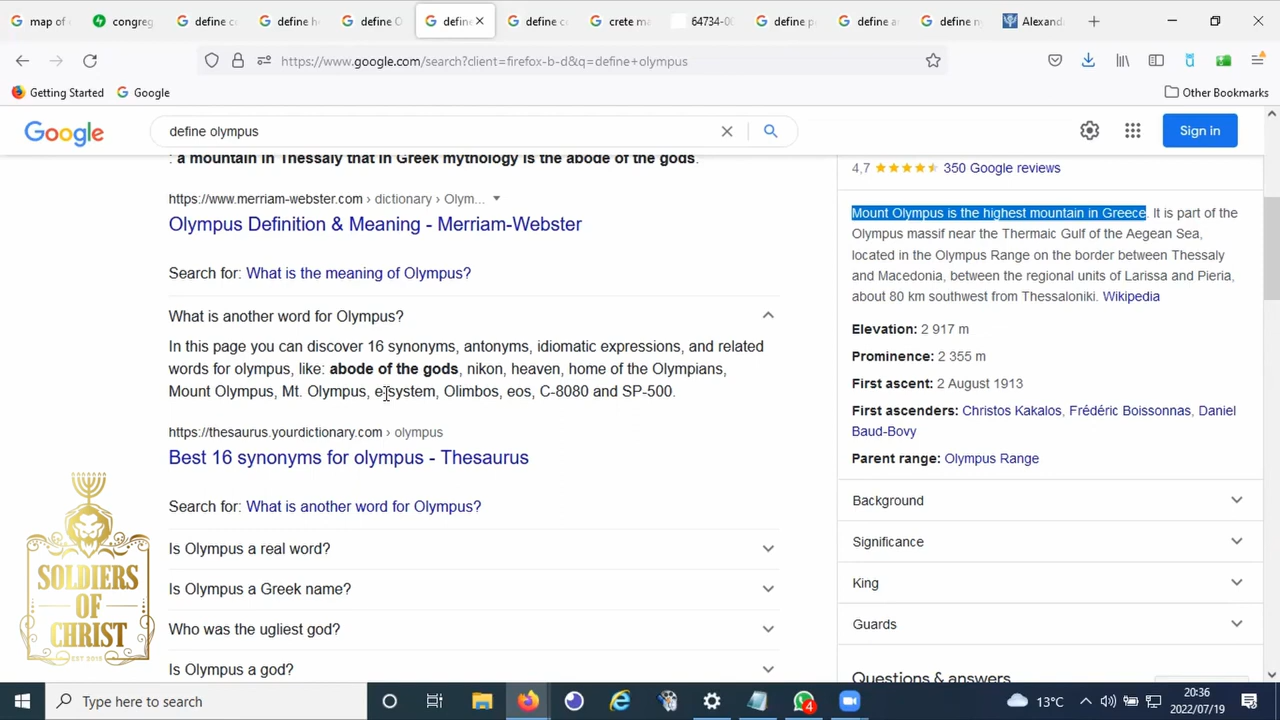 map of
congreg
define c
define h
define
define
define c
crete m
64734-0
define p
define a
define n
Alexand
https://www.google.com/search?client=firefox-b-d&q=define+olympus
Getting Started
Google
Other Bookmarks
Google
define olympus
Sign in
: a mountain in Thessaly that in Greek mythology is the abode of the gods.
https://www.merriam-webster.com › dictionary › Olym...
Olympus Definition & Meaning - Merriam-Webster
Search for: What is the meaning of Olympus?
What is another word for Olympus?
In this page you can discover 16 synonyms, antonyms, idiomatic expressions, and related
words for olympus, like: abode of the gods, nikon, heaven, home of the Olympians,
Mount Olympus, Mt. Olympus, e-system, Olimbos, eos, C-8080 and SP-500.
https://thesaurus.yourdictionary.com › olympus
Best 16 synonyms for olympus - Thesaurus
Search for: What is another word for Olympus?
Is Olympus a real word?
Is Olympus a Greek name?
Who was the ugliest god?
Is Olympus a god?
4,7 350 Google reviews
Mount Olympus is the highest mountain in Greece. It is part of the
Olympus massif near the Thermaic Gulf of the Aegean Sea,
located in the Olympus Range on the border between Thessaly
and Macedonia, between the regional units of Larissa and Pieria,
about 80 km southwest from Thessaloniki. Wikipedia
Elevation: 2 917 m
Prominence: 2 355 m
First ascent: 2 August 1913
First ascenders: Christos Kakalos, Frédéric Boissonnas, Daniel
Baud-Bovy
Parent range: Olympus Range
Background
Significance
King
Guards
Questions & answers
SOLDIERS
OF
CHRIST
EST 2015
Type here to search
4
13°C
20:36
2022/07/19